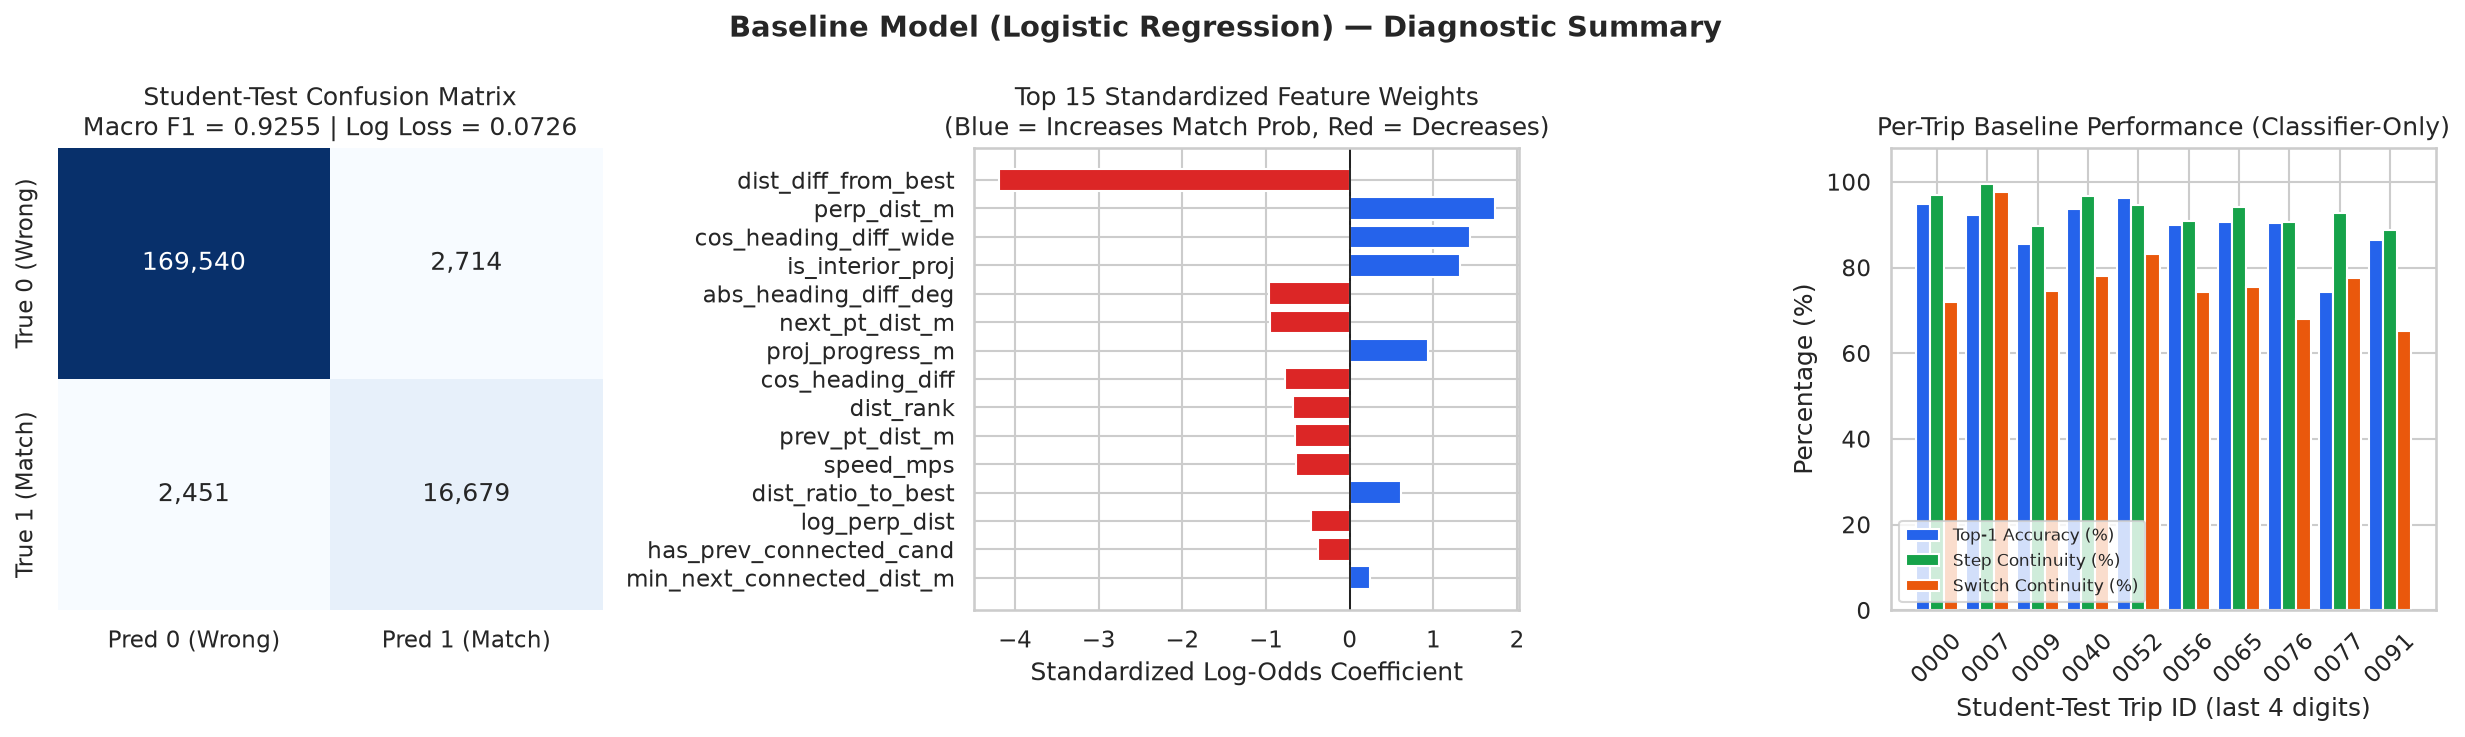 Baseline Model (Logistic Regression) — Diagnostic Summary
Student-Test Confusion Matrix
Macro F1 = 0.9255 | Log Loss = 0.0726
True 0 (Wrong)
True 1 (Match)
169,540
2,714
2,451
16,679
Pred 0 (Wrong)
Pred 1 (Match)
Top 15 Standardized Feature Weights
(Blue = Increases Match Prob, Red = Decreases)
dist_diff_from_best
perp_dist_m
cos_heading_diff_wide
is_interior_proj
abs_heading_diff_deg
next_pt_dist_m
proj_progress_m
cos_heading_diff
dist_rank
prev_pt_dist_m
speed_mps
dist_ratio_to_best
log_perp_dist
has_prev_connected_cand
min_next_connected_dist_m
−4
−3
−2
−1
0
1
2
Standardized Log-Odds Coefficient
Per-Trip Baseline Performance (Classifier-Only)
Percentage (%)
100
80
60
40
20
0
Top-1 Accuracy (%)
Step Continuity (%)
Switch Continuity (%)
0000
0007
0009
0040
0052
0056
0065
0076
0077
0091
Student-Test Trip ID (last 4 digits)